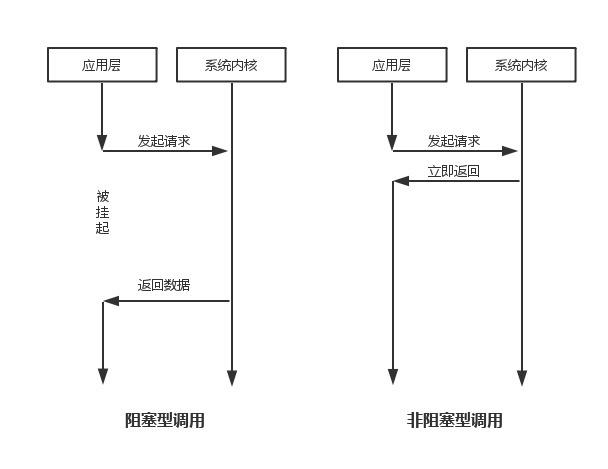 应用层
系统内核
发起请求
被
挂
起
返回数据
阻塞型调用
应用层
系统内核
发起请求
立即返回
非阻塞型调用